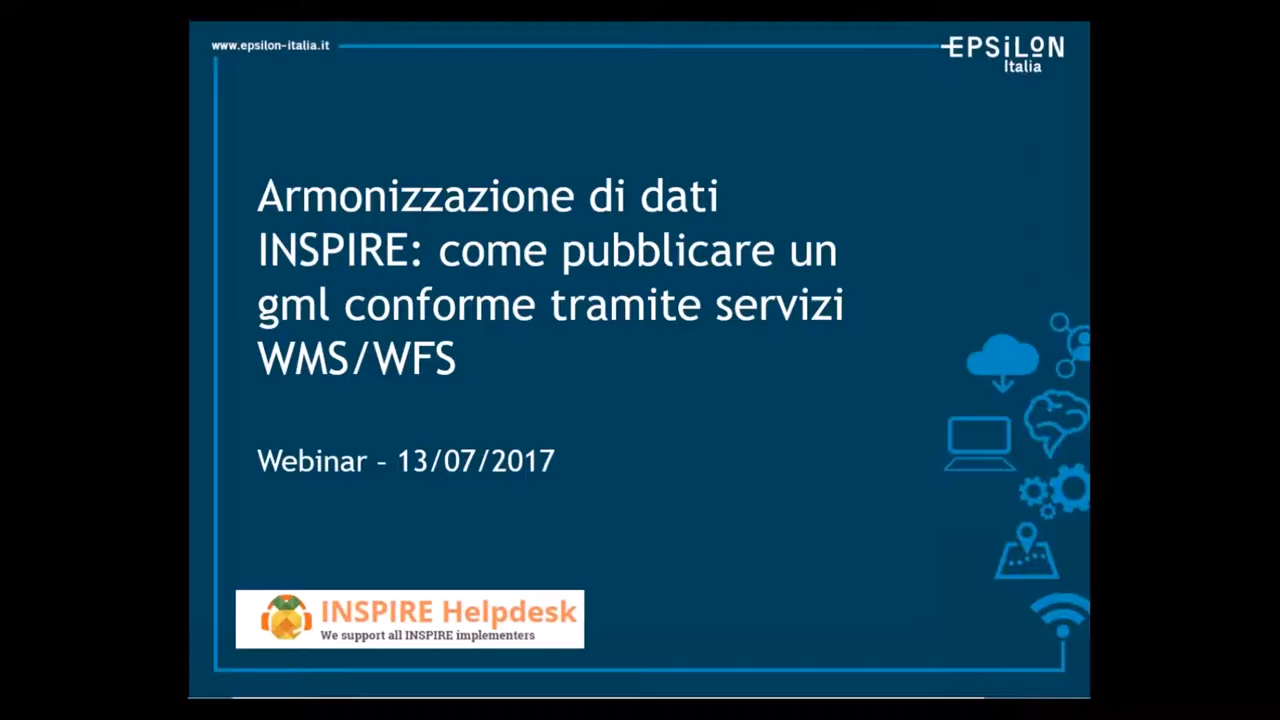 www.epsilon-italia.it
EPSiLON
Italia
Armonizzazione di dati
INSPIRE: come pubblicare un
gml conforme tramite servizi
WMS/WFS
Webinar – 13/07/2017
INSPIRE Helpdesk
We support all INSPIRE implementers